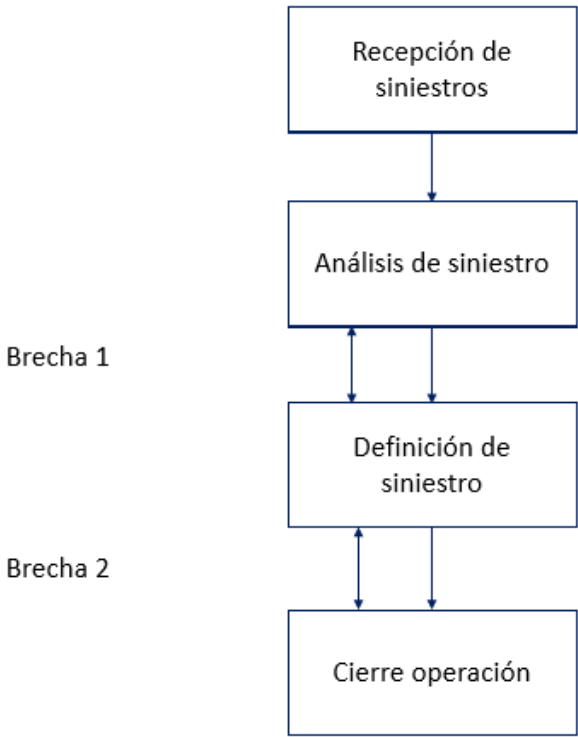 Recepción de
siniestros
Análisis de siniestro
Brecha 1
Definición de
siniestro
Brecha 2
Cierre operación